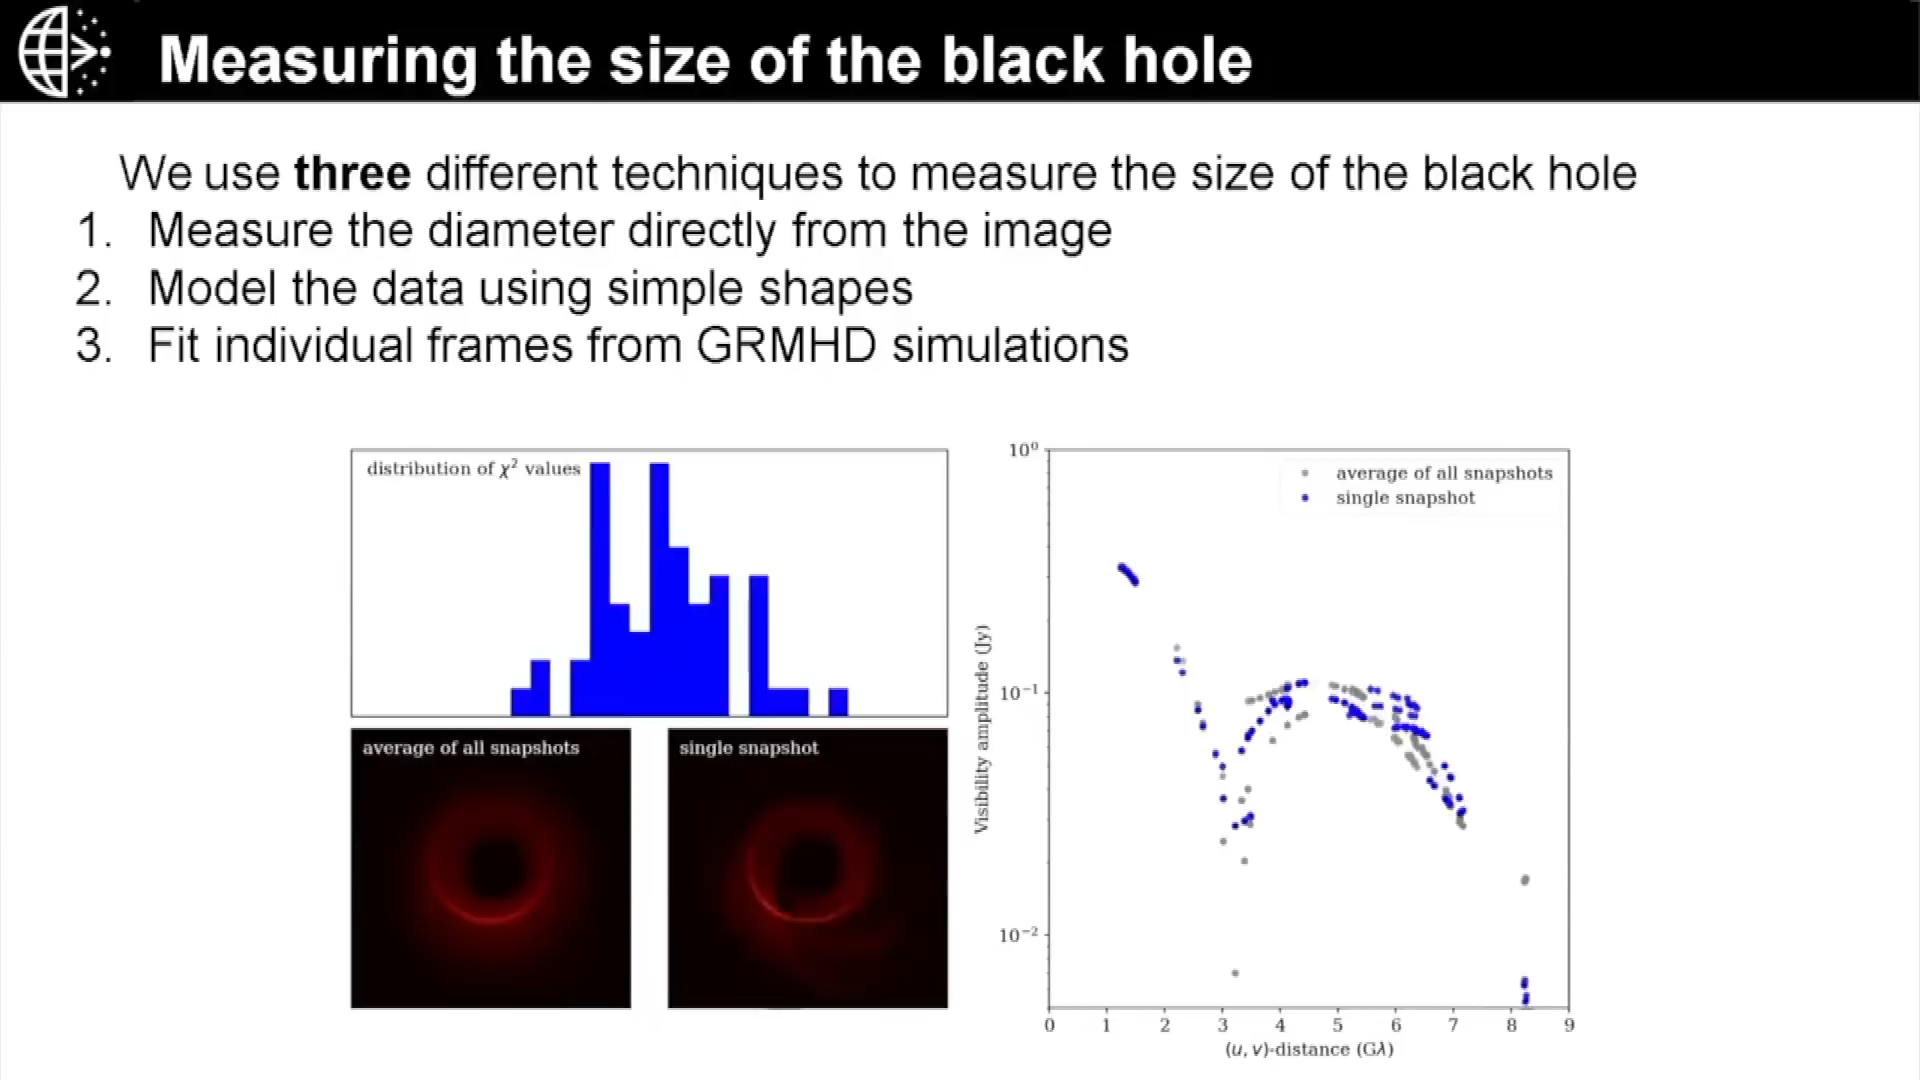 Measuring the size of the black hole
We use three different techniques to measure the size of the black hole
1. Measure the diameter directly from the image
2. Model the data using simple shapes
3. Fit individual frames from GRMHD simulations
distribution of χ² values
average of all snapshots
single snapshot
10⁰
10⁻¹
10⁻²
Visibility amplitude (Jy)
average of all snapshots
single snapshot
0 1 2 3 4 5 6 7 8 9
(u, v)-distance (Gλ)